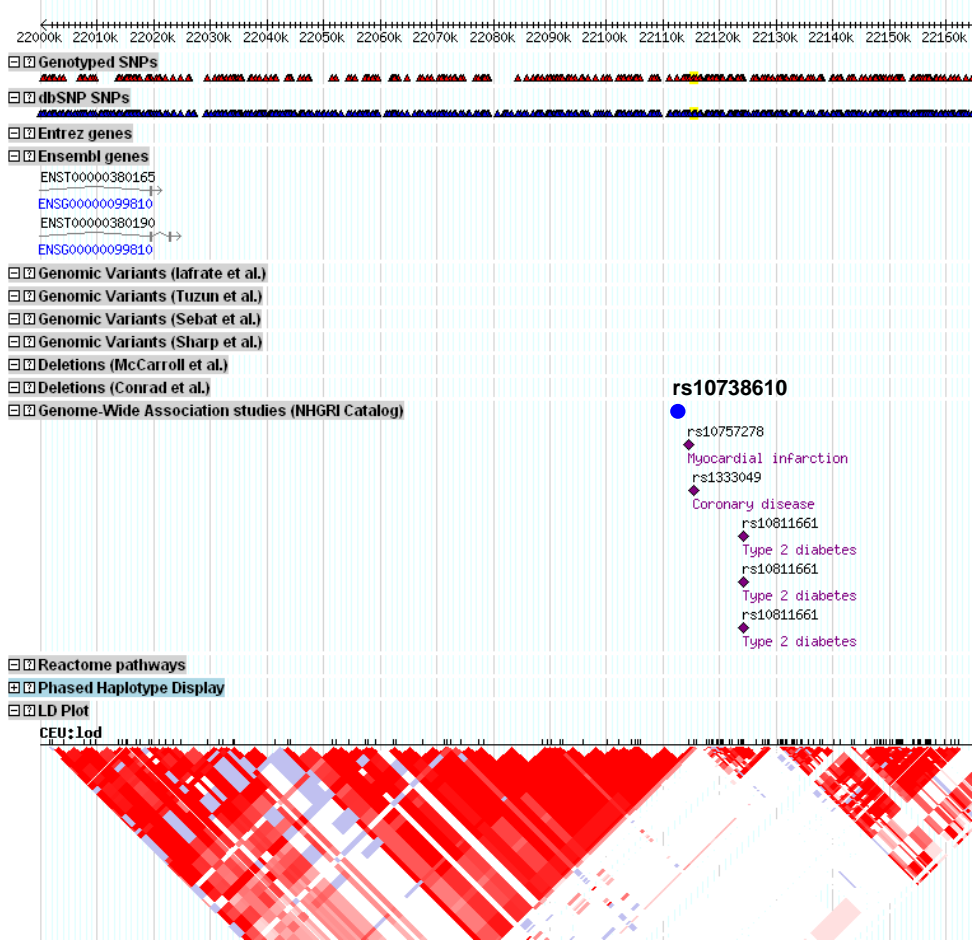 22000k 22010k 22020k 22030k 22040k 22050k 22060k 22070k 22080k 22090k 22100k 22110k 22120k 22130k 22140k 22150k 22160k
Genotyped SNPs
dbSNP SNPs
Entrez genes
Ensembl genes
ENST00000380165
ENSG00000099810
ENST00000380190
ENSG00000099810
Genomic Variants (Iafrate et al.)
Genomic Variants (Tuzun et al.)
Genomic Variants (Sebat et al.)
Genomic Variants (Sharp et al.)
Deletions (McCarroll et al.)
Deletions (Conrad et al.)
rs10738610
Genome-Wide Association studies (NHGRI Catalog)
rs10757278
Myocardial infarction
rs1333049
Coronary disease
rs10811661
Type 2 diabetes
rs10811661
Type 2 diabetes
rs10811661
Type 2 diabetes
Reactome pathways
Phased Haplotype Display
LD Plot
CEU:lod